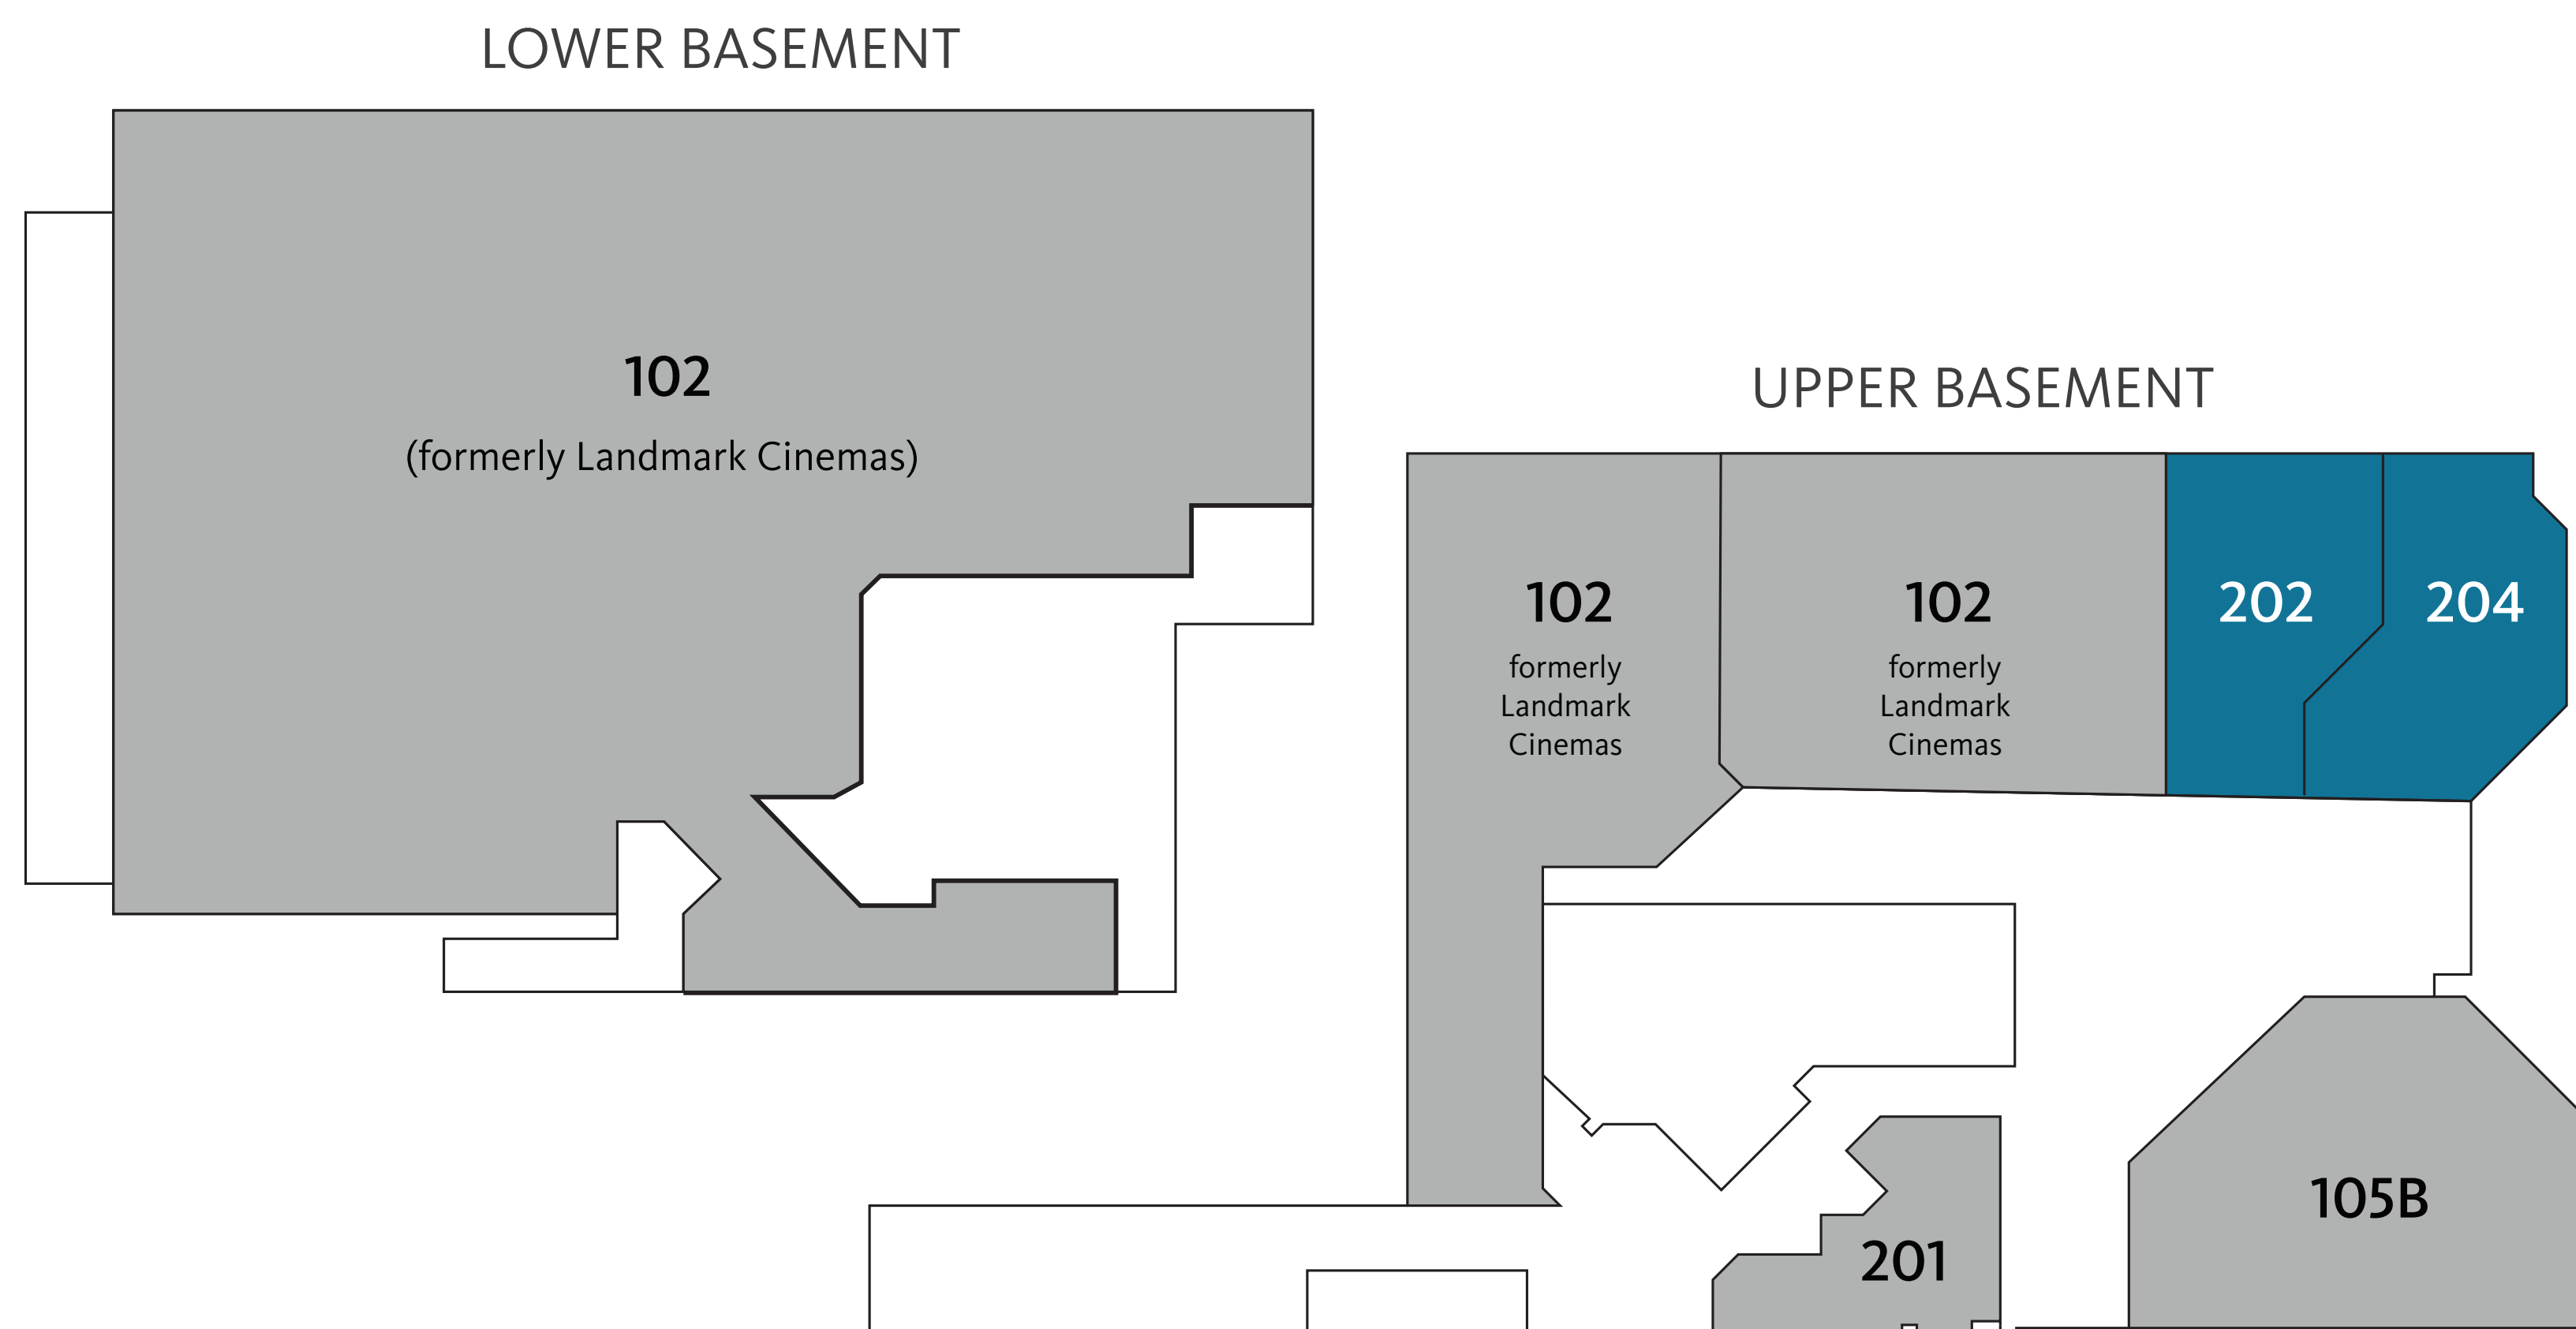 LOWER BASEMENT
102
(formerly Landmark Cinemas)
UPPER BASEMENT
102
formerly
Landmark
Cinemas
102
formerly
Landmark
Cinemas
202
204
105B
201